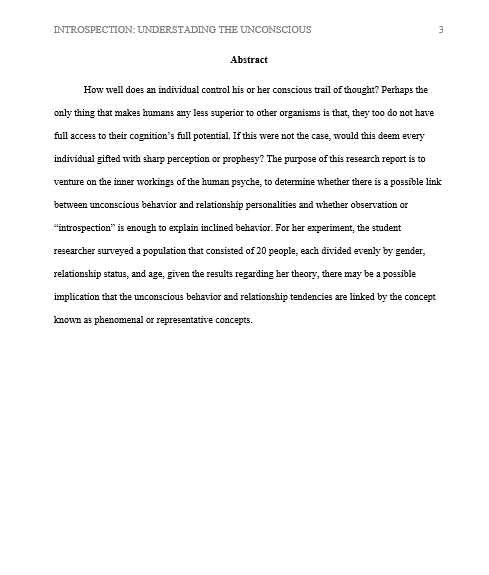 INTROSPECTION: UNDERSTADING THE UNCONSCIOUS 3
Abstract
How well does an individual control his or her conscious trail of thought? Perhaps the
only thing that makes humans any less superior to other organisms is that, they too do not have
full access to their cognition's full potential. If this were not the case, would this deem every
individual gifted with sharp perception or prophesy? The purpose of this research report is to
venture on the inner workings of the human psyche, to determine whether there is a possible link
between unconscious behavior and relationship personalities and whether observation or
“introspection” is enough to explain inclined behavior. For her experiment, the student
researcher surveyed a population that consisted of 20 people, each divided evenly by gender,
relationship status, and age, given the results regarding her theory, there may be a possible
implication that the unconscious behavior and relationship tendencies are linked by the concept
known as phenomenal or representative concepts.